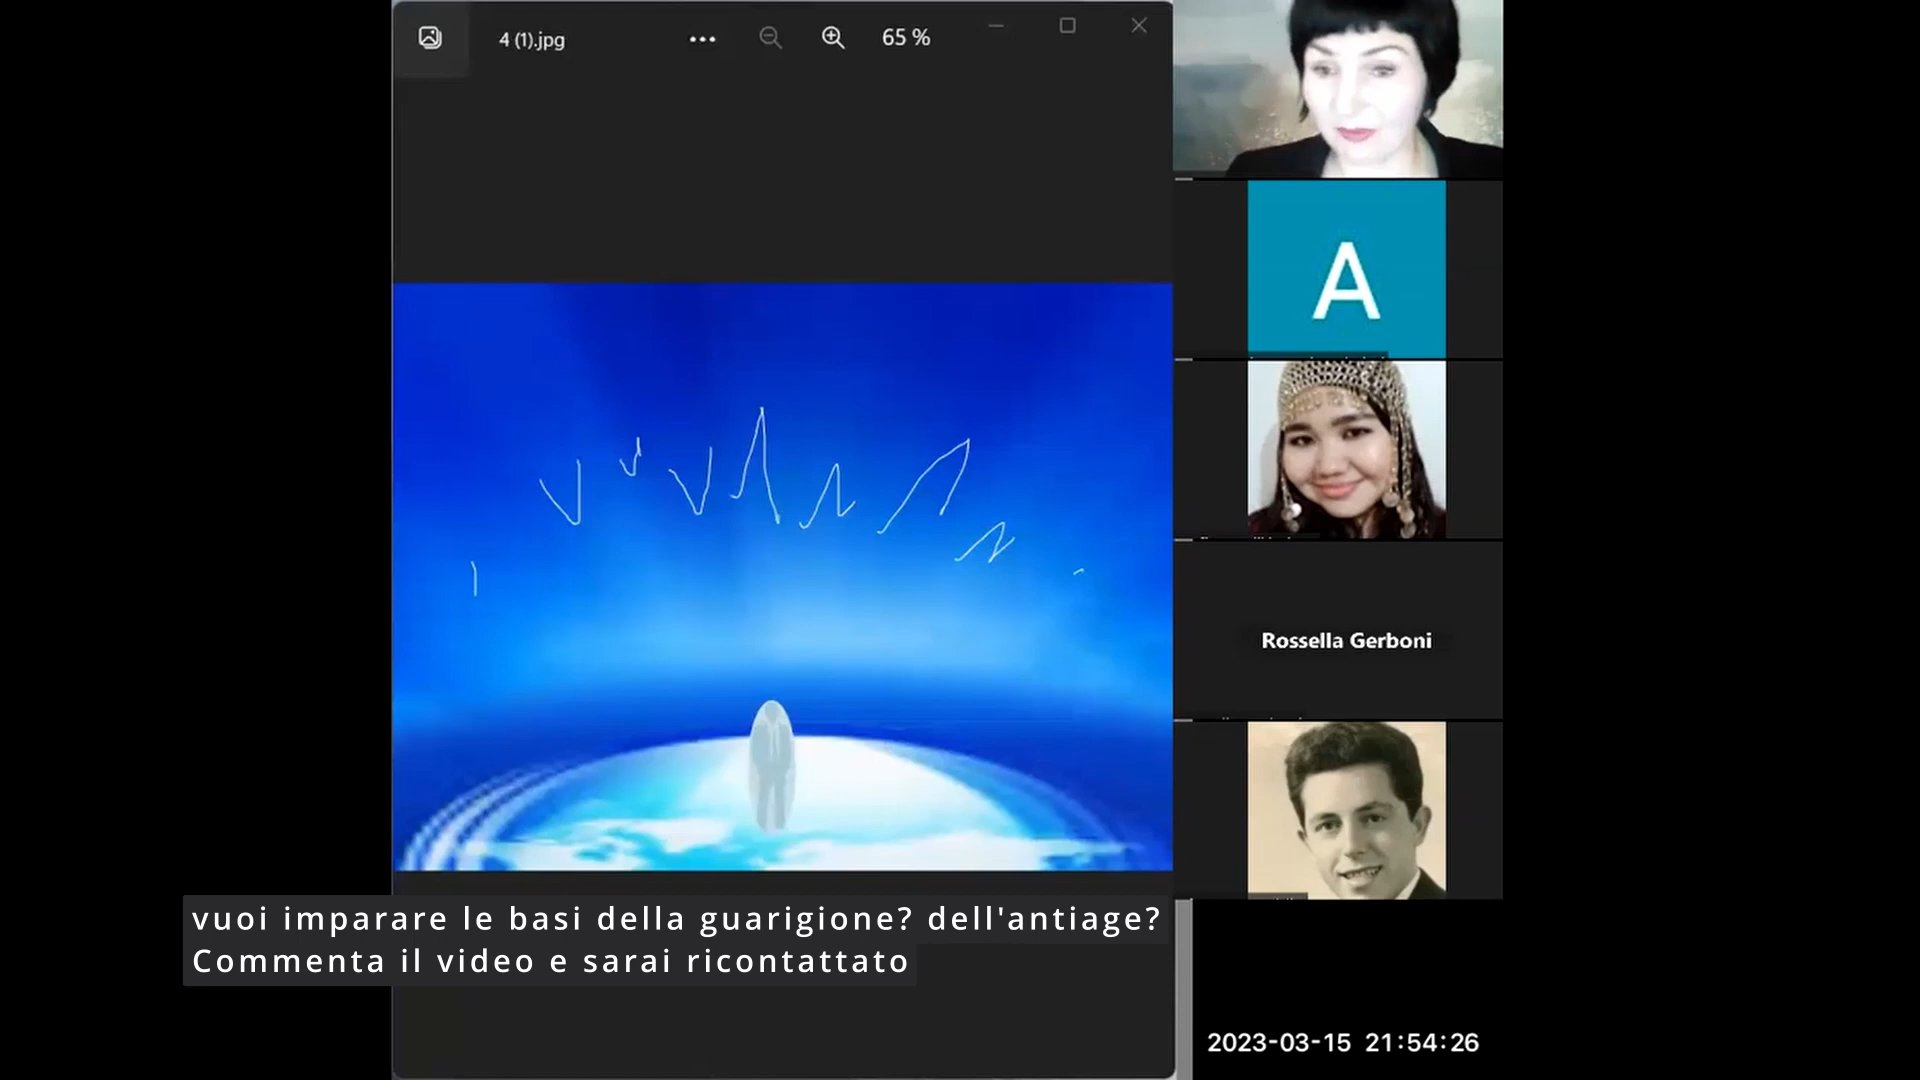 4 (1).jpg
65 %
A
Rossella Gerboni
vuoi imparare le basi della guarigione? dell'antiage?
Commenta il video e sarai ricontattato
2023-03-15 21:54:26